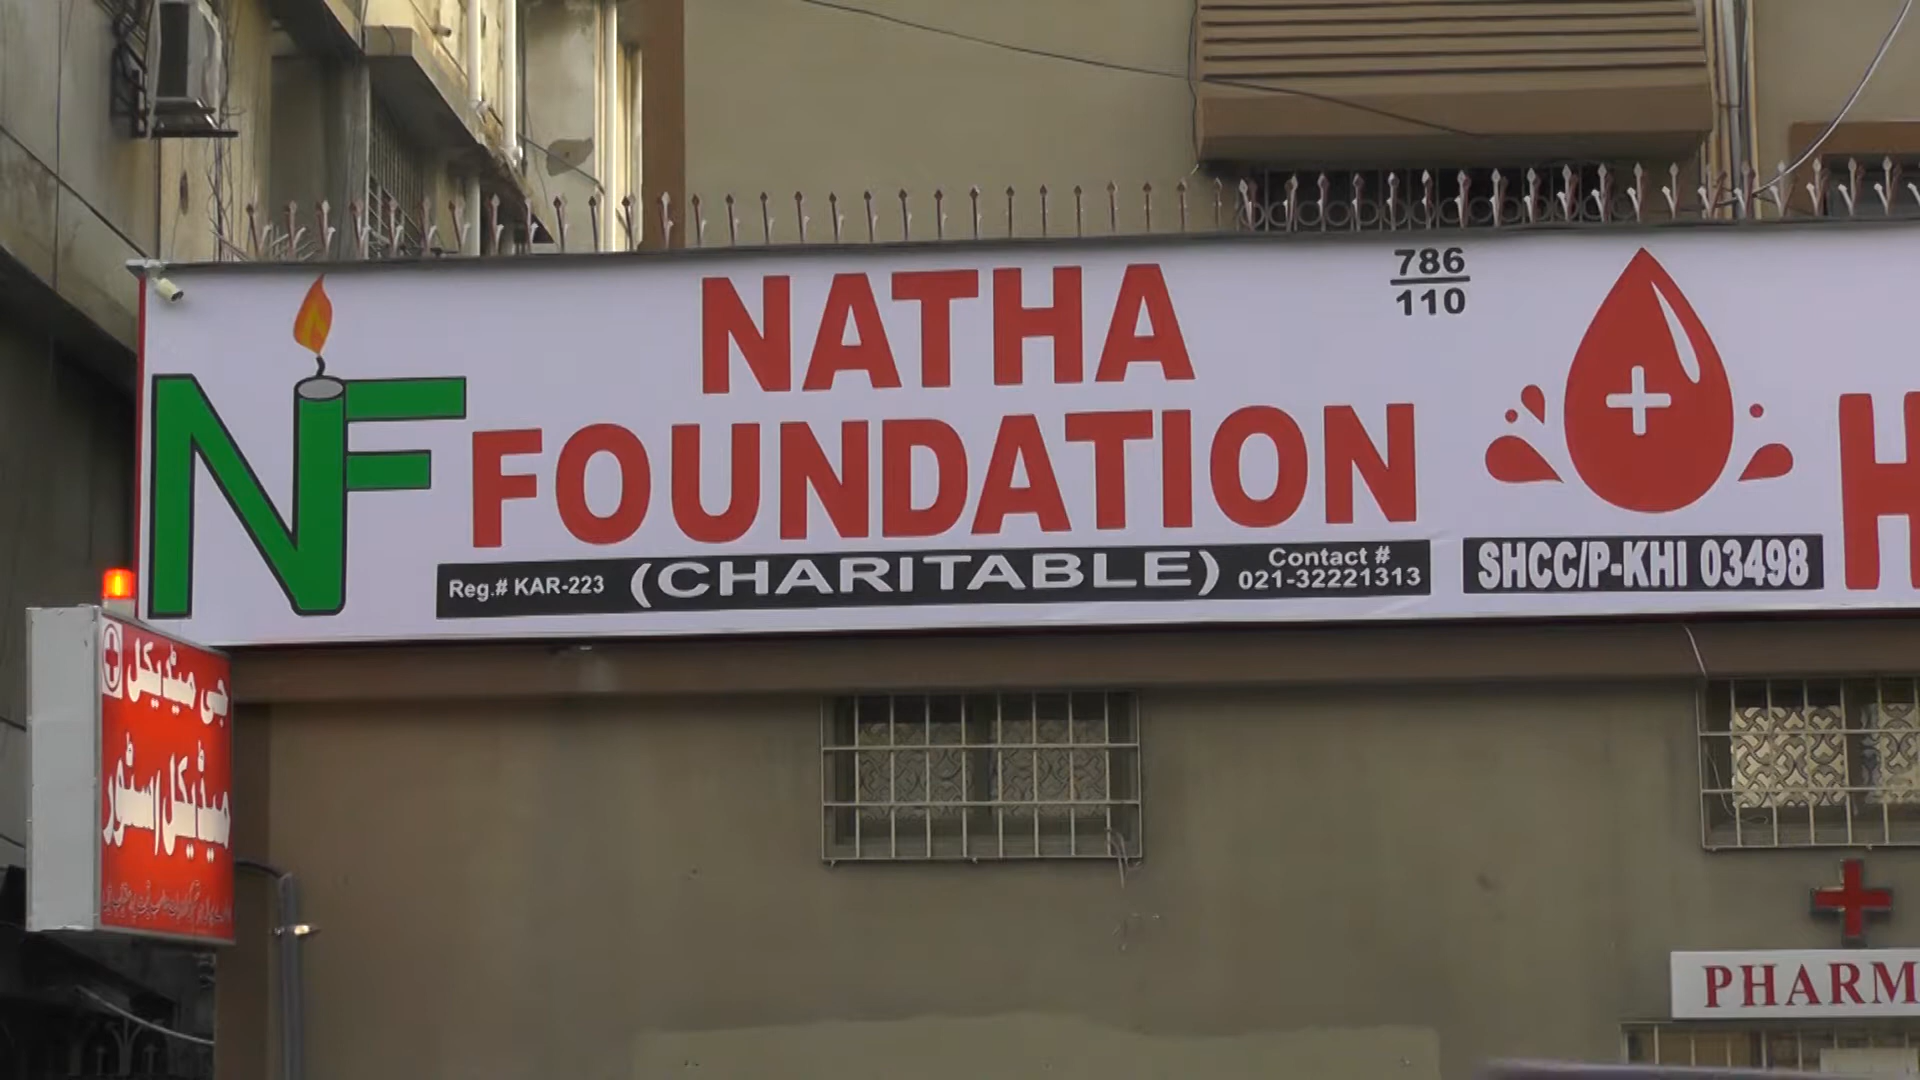 NF
NATHA
FOUNDATION
Reg.# KAR-223
(CHARITABLE)
Contact #
021-32221313
786
110
SHCC/P-KHI 03498
H
جی میڈیکل
میڈیکل اسٹور
PHARM